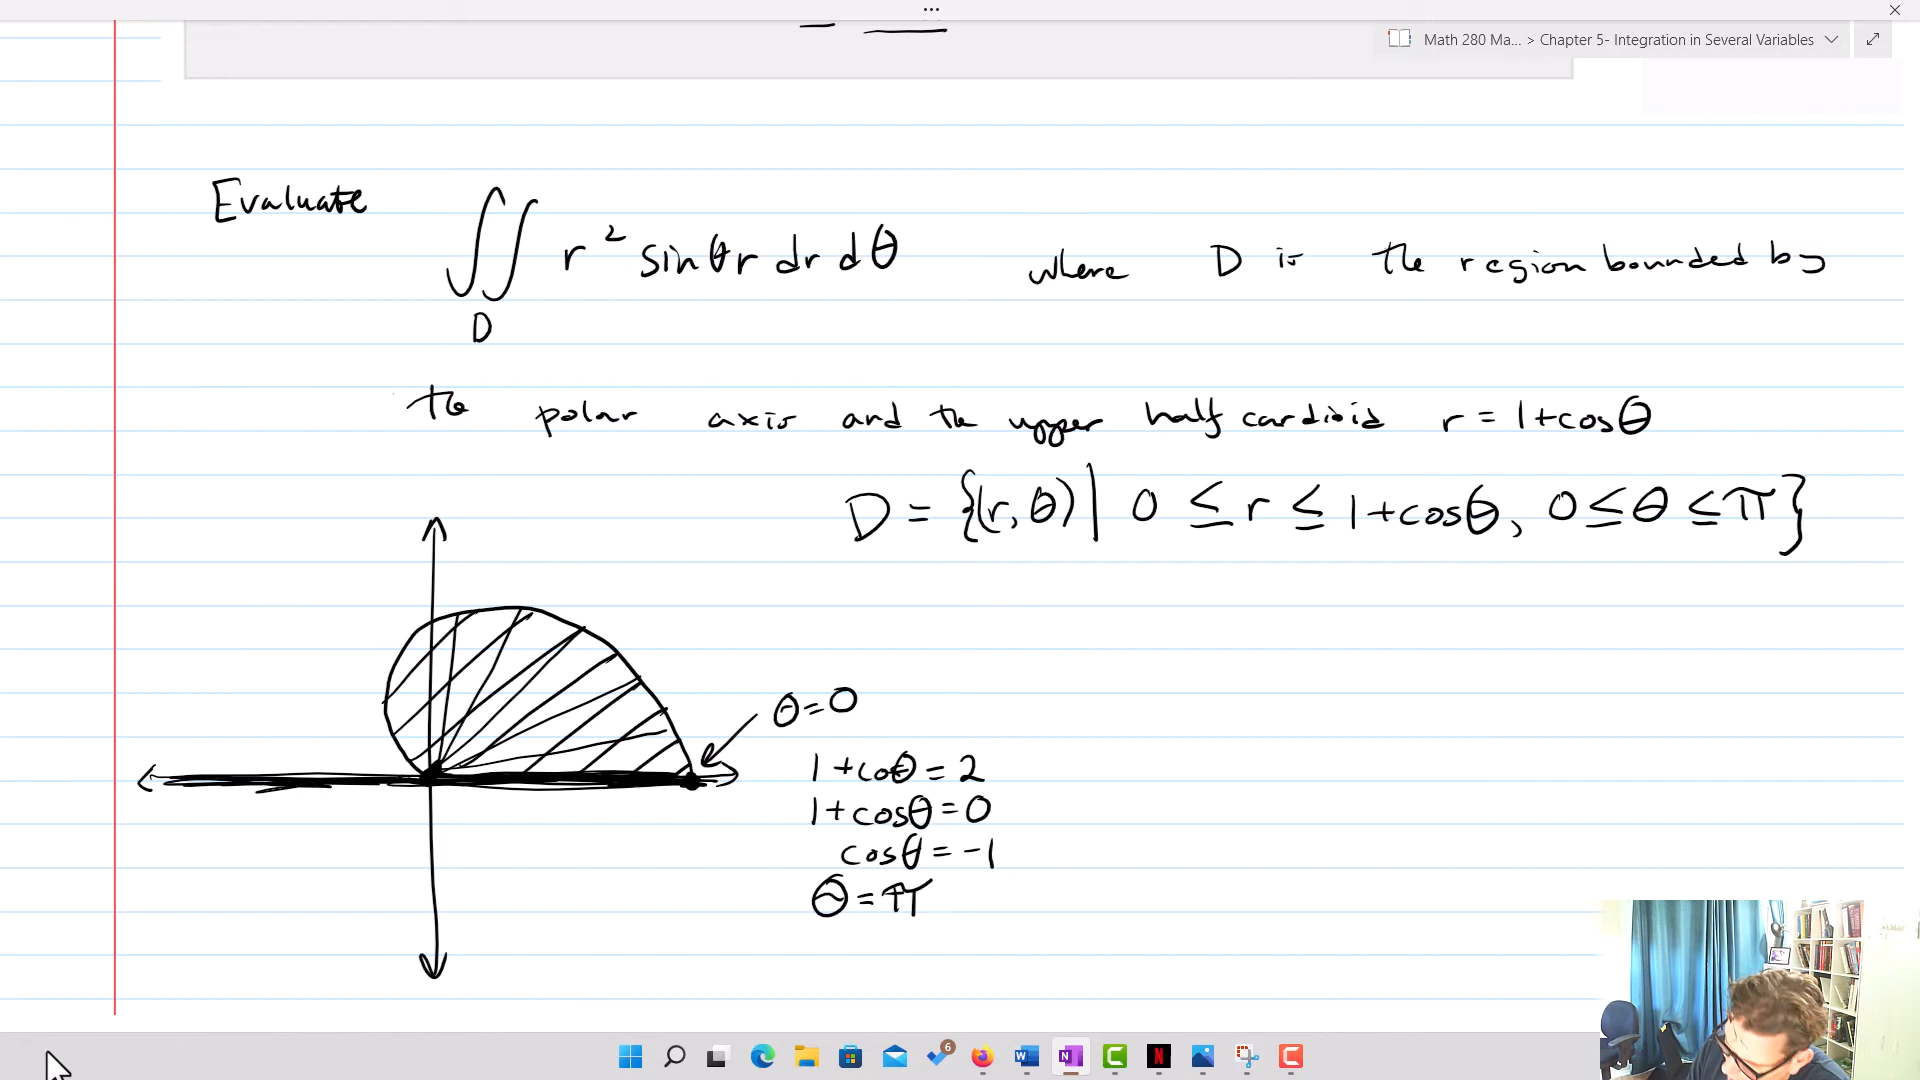 Math 280 Ma... > Chapter 5- Integration in Several Variables
Evaluate ∬ r² sinθ r dr dθ where D is the region bounded by
D
the polar axis and the upper half cardioid r = 1+cosθ
D = {(r, θ)| 0 ≤ r ≤ 1+cosθ, 0 ≤ θ ≤ π}
θ=0
1+cosθ = 2
1+cosθ = 0
cosθ = -1
θ = π
6